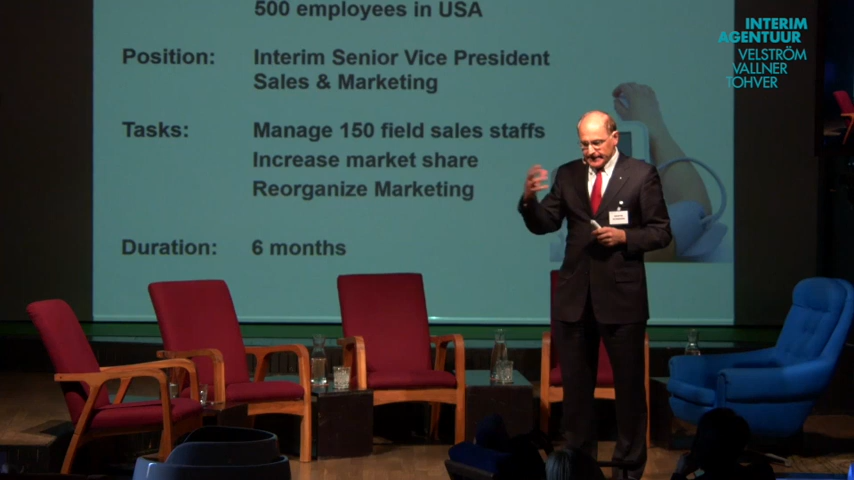 500 employees in USA
Position: Interim Senior Vice President
Sales & Marketing
Tasks: Manage 150 field sales staffs
Increase market share
Reorganize Marketing
Duration: 6 months
INTERIM
AGENTUUR
VELSTRÖM
VALLNER
TOHVER